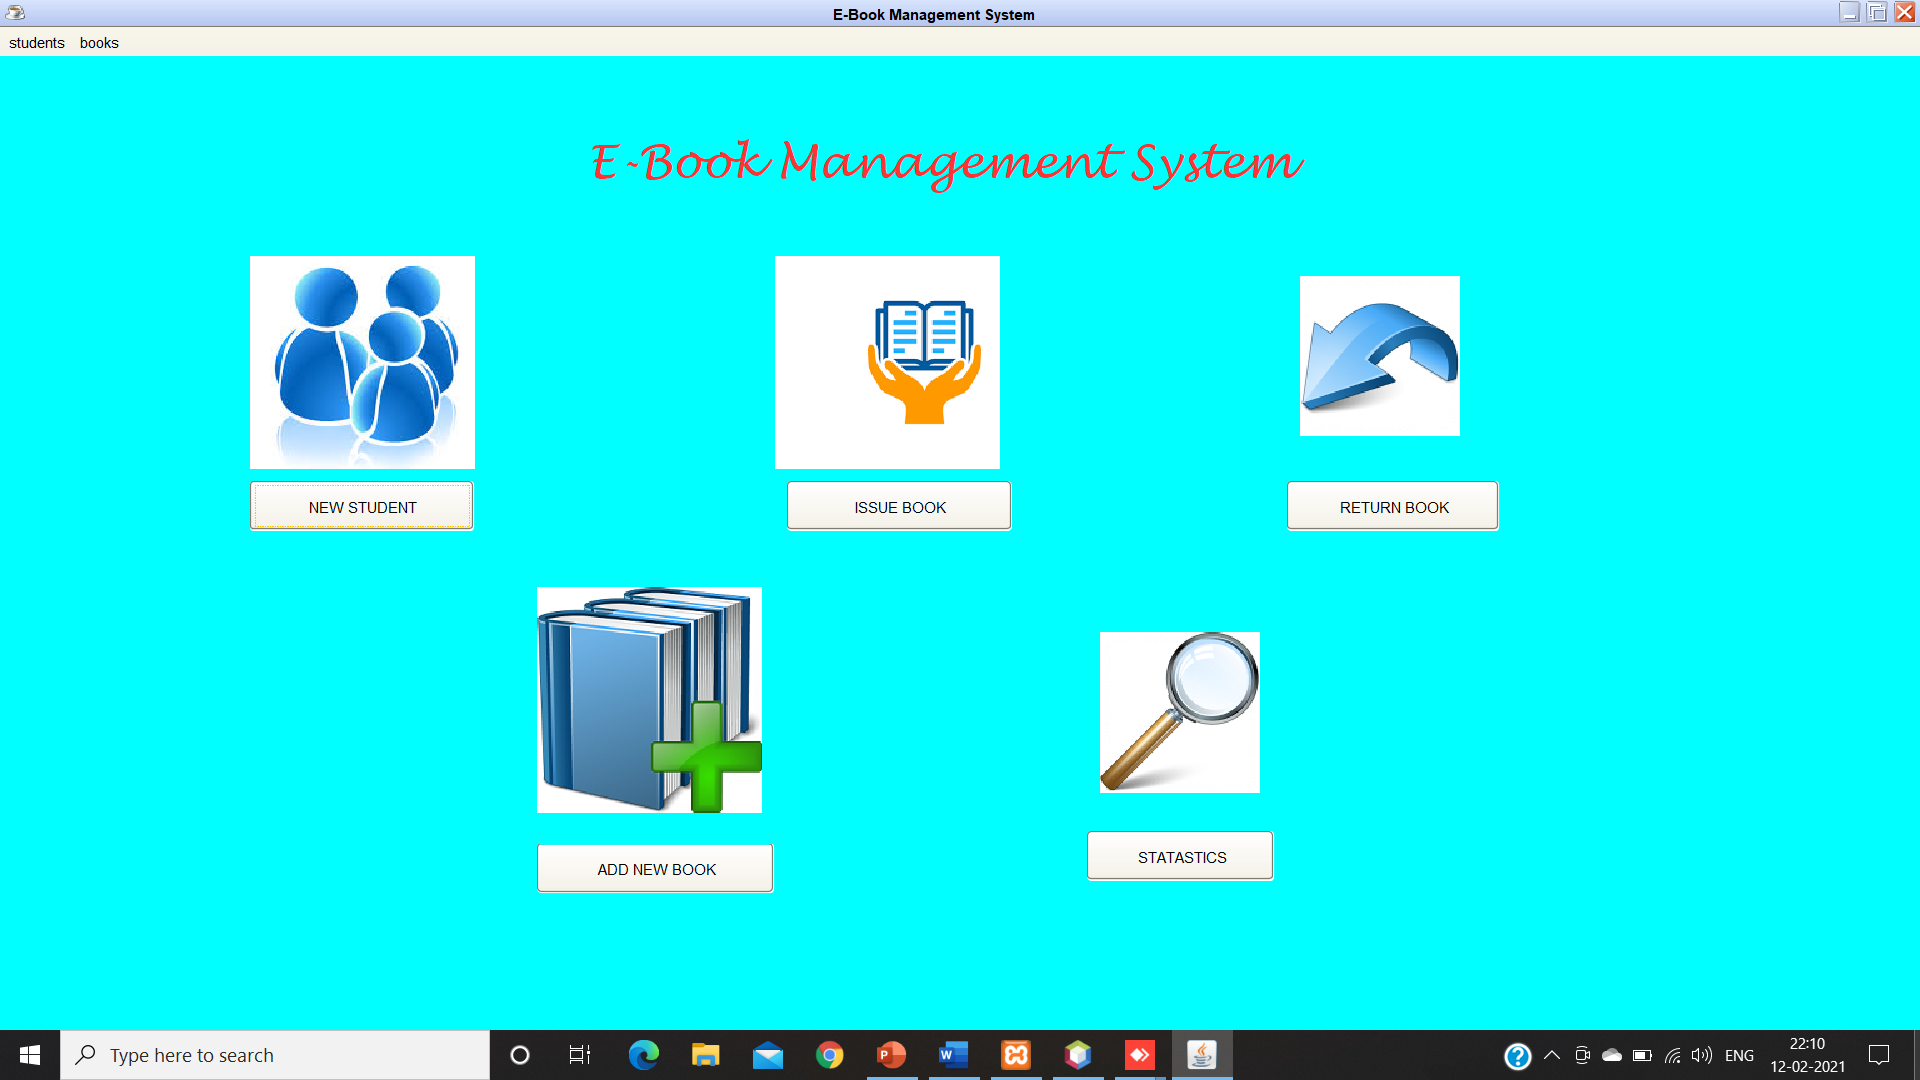 E-Book Management System
students books
E-Book Management System
NEW STUDENT
ISSUE BOOK
RETURN BOOK
ADD NEW BOOK
STATASTICS
Type here to search
ENG
22:10
12-02-2021